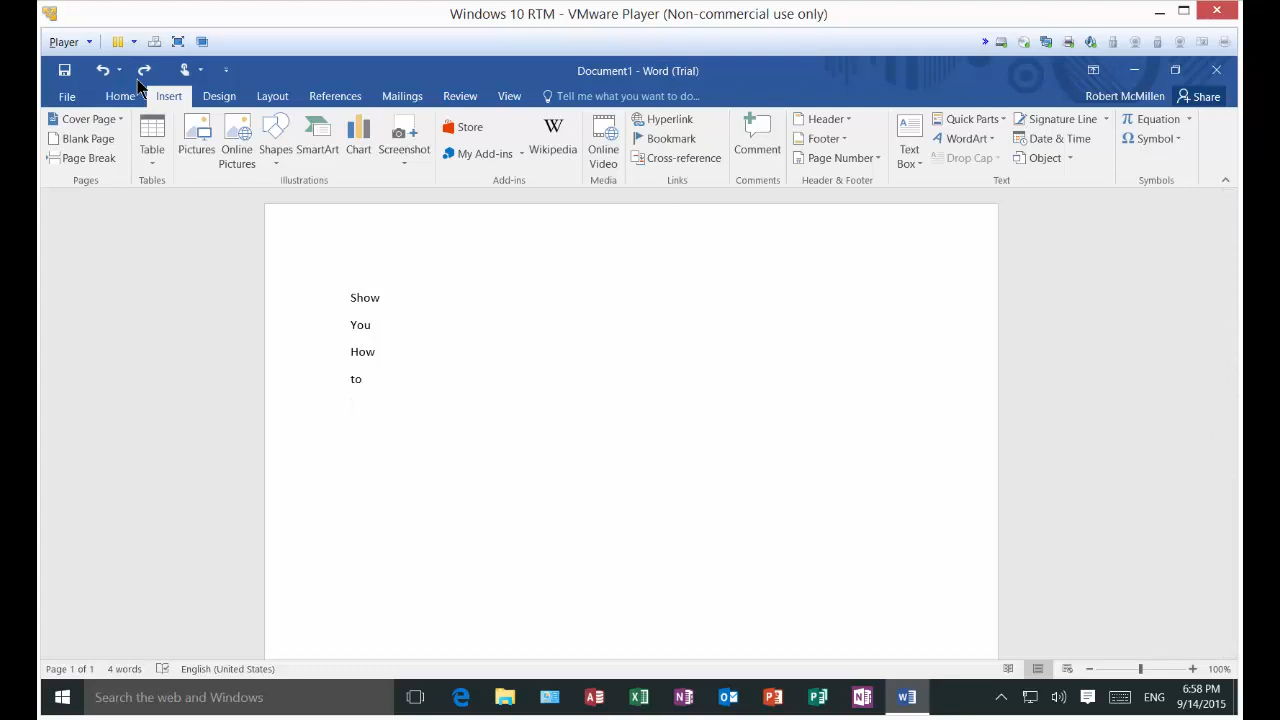 Windows 10 RTM - VMware Player (Non-commercial use only)
Player
Document1 - Word (Trial)
File Home Insert Design Layout References Mailings Review View Tell me what you want to do... Robert McMillen Share
Cover Page
Blank Page
Page Break
Pages
Table
Tables
Pictures
Online Pictures
Shapes
SmartArt
Chart
Screenshot
Illustrations
Store
My Add-ins
W
Wikipedia
Add-ins
Online Video
Media
Hyperlink
Bookmark
Cross-reference
Links
Comment
Comments
Header
Footer
Page Number
Header & Footer
Text Box
Quick Parts
WordArt
Drop Cap
Signature Line
Date & Time
Object
Text
π Equation
Ω Symbol
Symbols
Show
You
How
to
Page 1 of 1 4 words English (United States) 100%
Search the web and Windows ENG 6:58 PM
9/14/2015